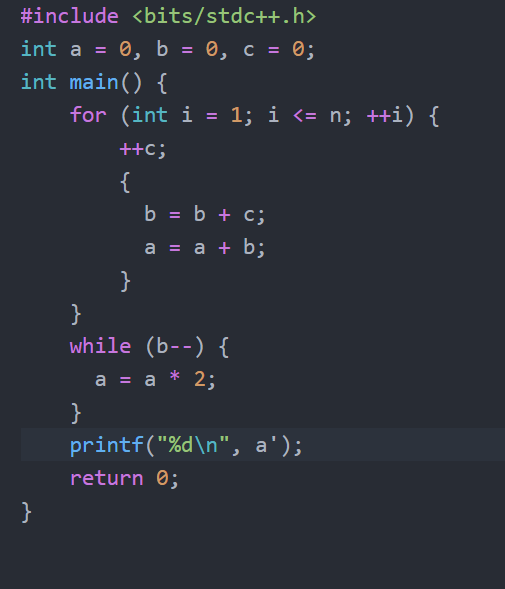 #include <bits/stdc++.h>
int a = 0, b = 0, c = 0;
int main() {
    for (int i = 1; i <= n; ++i) {
        ++c;
        {
          b = b + c;
          a = a + b;
        }
    }
    while (b--) {
      a = a * 2;
    }
    printf("%d\n", a');
    return 0;
}